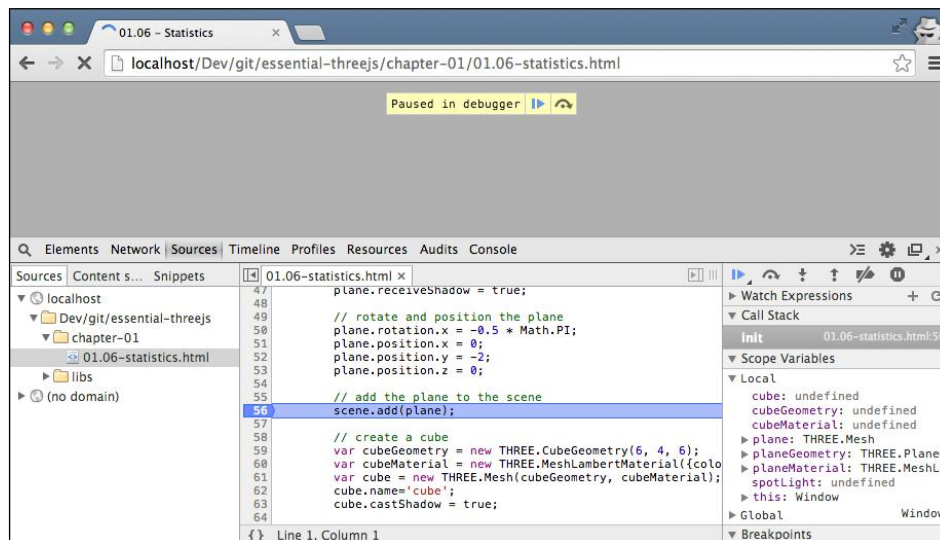 01.06 - Statistics
localhost/Dev/git/essential-threejs/chapter-01/01.06-statistics.html
Paused in debugger
Elements Network Sources Timeline Profiles Resources Audits Console
Sources Content s... Snippets
01.06-statistics.html ×
localhost
Dev/git/essential-threejs
chapter-01
01.06-statistics.html
libs
(no domain)
47 plane.receiveShadow = true;
48
49 // rotate and position the plane
50 plane.rotation.x = -0.5 * Math.PI;
51 plane.position.x = 0;
52 plane.position.y = -2;
53 plane.position.z = 0;
54
55 // add the plane to the scene
56 scene.add(plane);
57
58 // create a cube
59 var cubeGeometry = new THREE.CubeGeometry(6, 4, 6);
60 var cubeMaterial = new THREE.MeshLambertMaterial({colo
61 var cube = new THREE.Mesh(cubeGeometry, cubeMaterial);
62 cube.name='cube';
63 cube.castShadow = true;
64
{} Line 1, Column 1
Watch Expressions
Call Stack
init 01.06-statistics.html:5
Scope Variables
Local
cube: undefined
cubeGeometry: undefined
cubeMaterial: undefined
plane: THREE.Mesh
planeGeometry: THREE.Plane
planeMaterial: THREE.MeshL
spotLight: undefined
this: Window
Global Window
Breakpoints